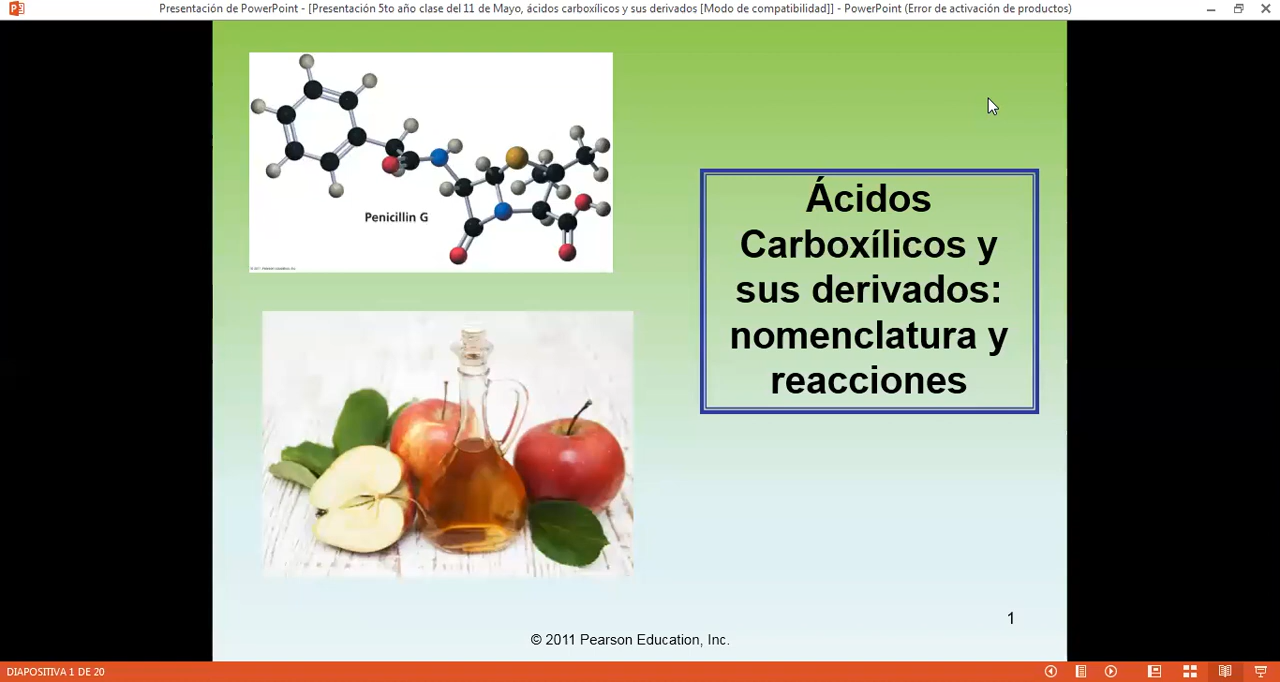 Presentación de PowerPoint - [Presentación 5to año clase del 11 de Mayo, ácidos carboxílicos y sus derivados [Modo de compatibilidad]] - PowerPoint (Error de activación de productos)
Penicillin G
Ácidos
Carboxílicos y
sus derivados:
nomenclatura y
reacciones
1
© 2011 Pearson Education, Inc.
DIAPOSITIVA 1 DE 20